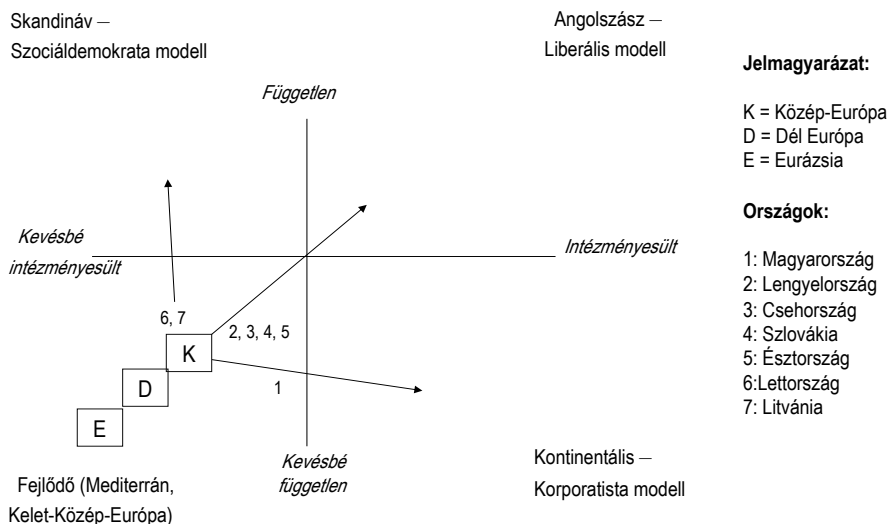 Skandináv –
Szociáldemokrata modell
Angolszász –
Liberális modell
Független
Kevésbé
intézményesült
Intézményesült
6, 7
2, 3, 4, 5
K
D
1
E
Kevésbé
független
Fejlődő (Mediterrán,
Kelet-Közép-Európa)
Kontinentális –
Korporatista modell
Jelmagyarázat:
K = Közép-Európa
D = Dél Európa
E = Eurázsia
Országok:
1: Magyarország
2: Lengyelország
3: Csehország
4: Szlovákia
5: Észtország
6:Lettország
7: Litvánia